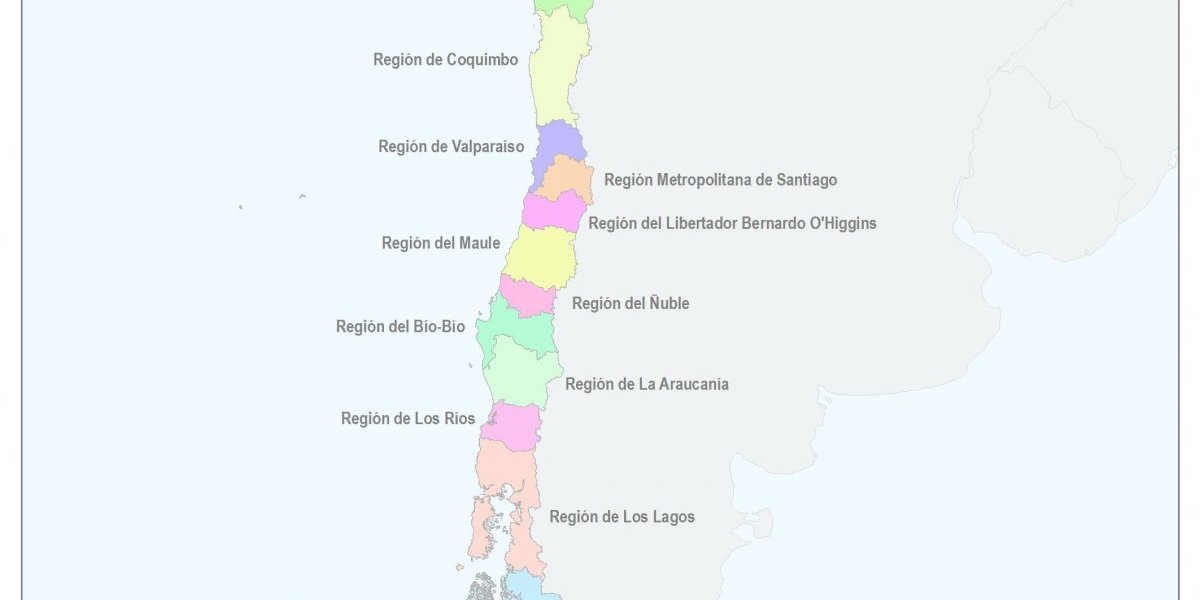 Región de Coquimbo
Región de Valparaíso
Región Metropolitana de Santiago
Región del Libertador Bernardo O'Higgins
Región del Maule
Región del Ñuble
Región del Bío-Bío
Región de La Araucanía
Región de Los Ríos
Región de Los Lagos